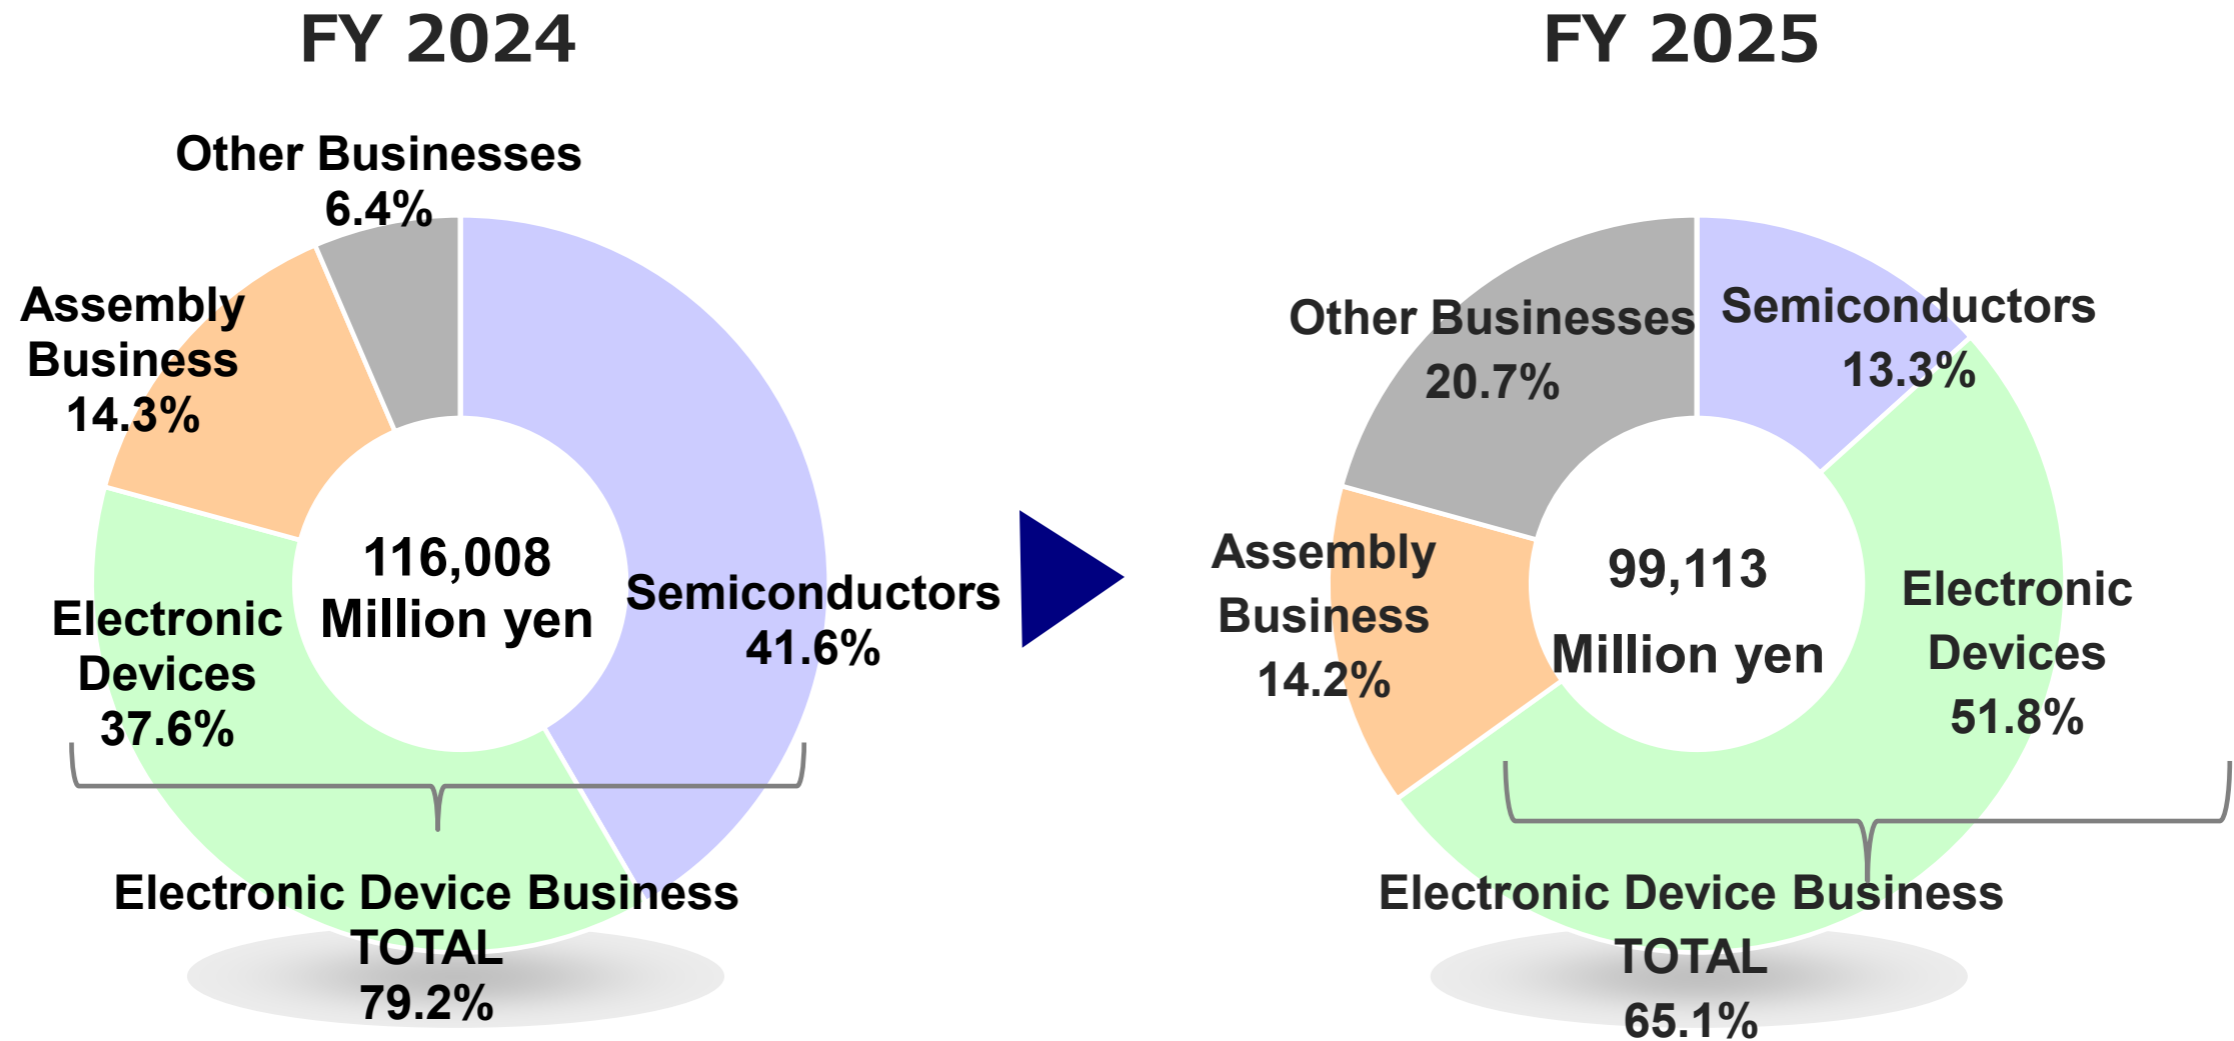 FY 2024
Other Businesses
6.4%
Assembly
Business
14.3%
Electronic
Devices
37.6%
116,008
Million yen
Semiconductors
41.6%
Electronic Device Business
TOTAL
79.2%
FY 2025
Other Businesses
20.7%
Semiconductors
13.3%
Assembly
Business
14.2%
99,113
Million yen
Electronic
Devices
51.8%
Electronic Device Business
TOTAL
65.1%